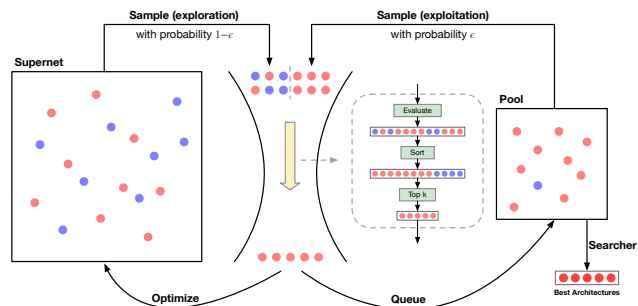 Sample (exploration)
with probability 1−ϵ
Sample (exploitation)
with probability ϵ
Supernet
Pool
Evaluate
Sort
Top k
Searcher
Best Architectures
Optimize
Queue